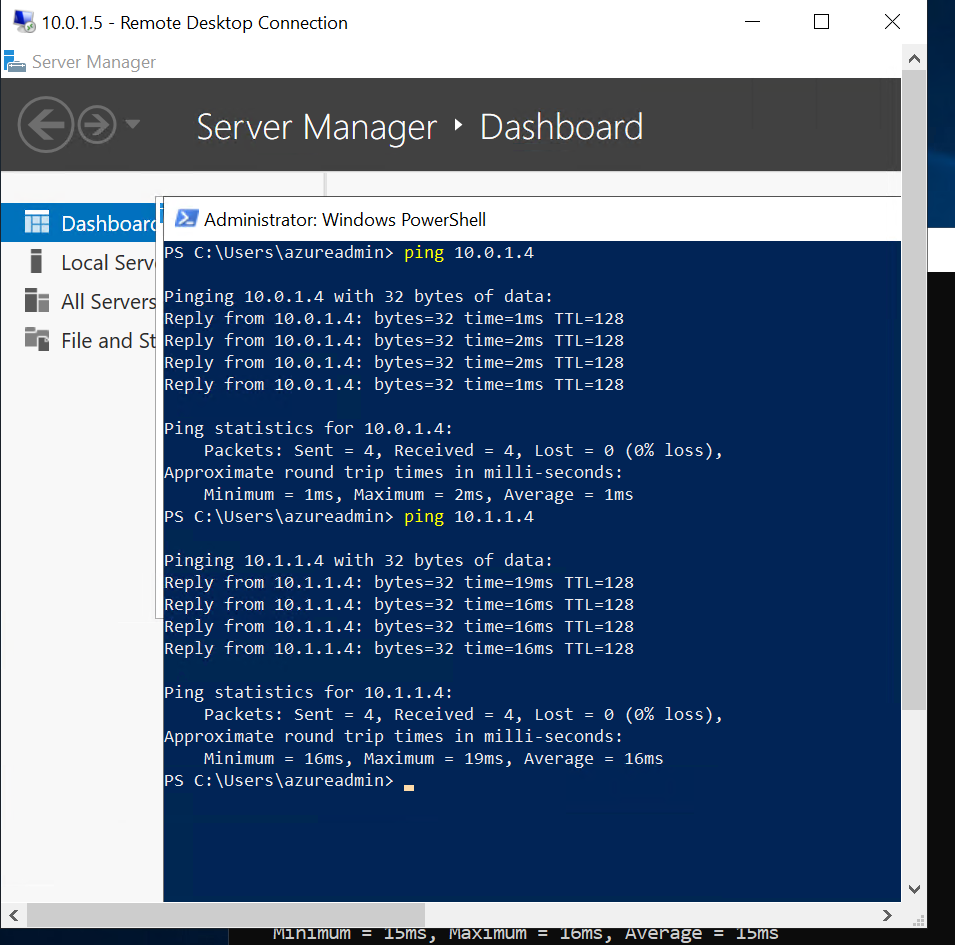 10.0.1.5 - Remote Desktop Connection
Server Manager
Server Manager Dashboard
Dashboard
Local Serve
All Servers
File and St
Administrator: Windows PowerShell
PS C:\Users\azureadmin> ping 10.0.1.4
Pinging 10.0.1.4 with 32 bytes of data:
Reply from 10.0.1.4: bytes=32 time=1ms TTL=128
Reply from 10.0.1.4: bytes=32 time=2ms TTL=128
Reply from 10.0.1.4: bytes=32 time=2ms TTL=128
Reply from 10.0.1.4: bytes=32 time=1ms TTL=128
Ping statistics for 10.0.1.4:
Packets: Sent = 4, Received = 4, Lost = 0 (0% loss),
Approximate round trip times in milli-seconds:
Minimum = 1ms, Maximum = 2ms, Average = 1ms
PS C:\Users\azureadmin> ping 10.1.1.4
Pinging 10.1.1.4 with 32 bytes of data:
Reply from 10.1.1.4: bytes=32 time=19ms TTL=128
Reply from 10.1.1.4: bytes=32 time=16ms TTL=128
Reply from 10.1.1.4: bytes=32 time=16ms TTL=128
Reply from 10.1.1.4: bytes=32 time=16ms TTL=128
Ping statistics for 10.1.1.4:
Packets: Sent = 4, Received = 4, Lost = 0 (0% loss),
Approximate round trip times in milli-seconds:
Minimum = 16ms, Maximum = 19ms, Average = 16ms
PS C:\Users\azureadmin>
Minimum = 15ms, Maximum = 16ms, Average = 15ms